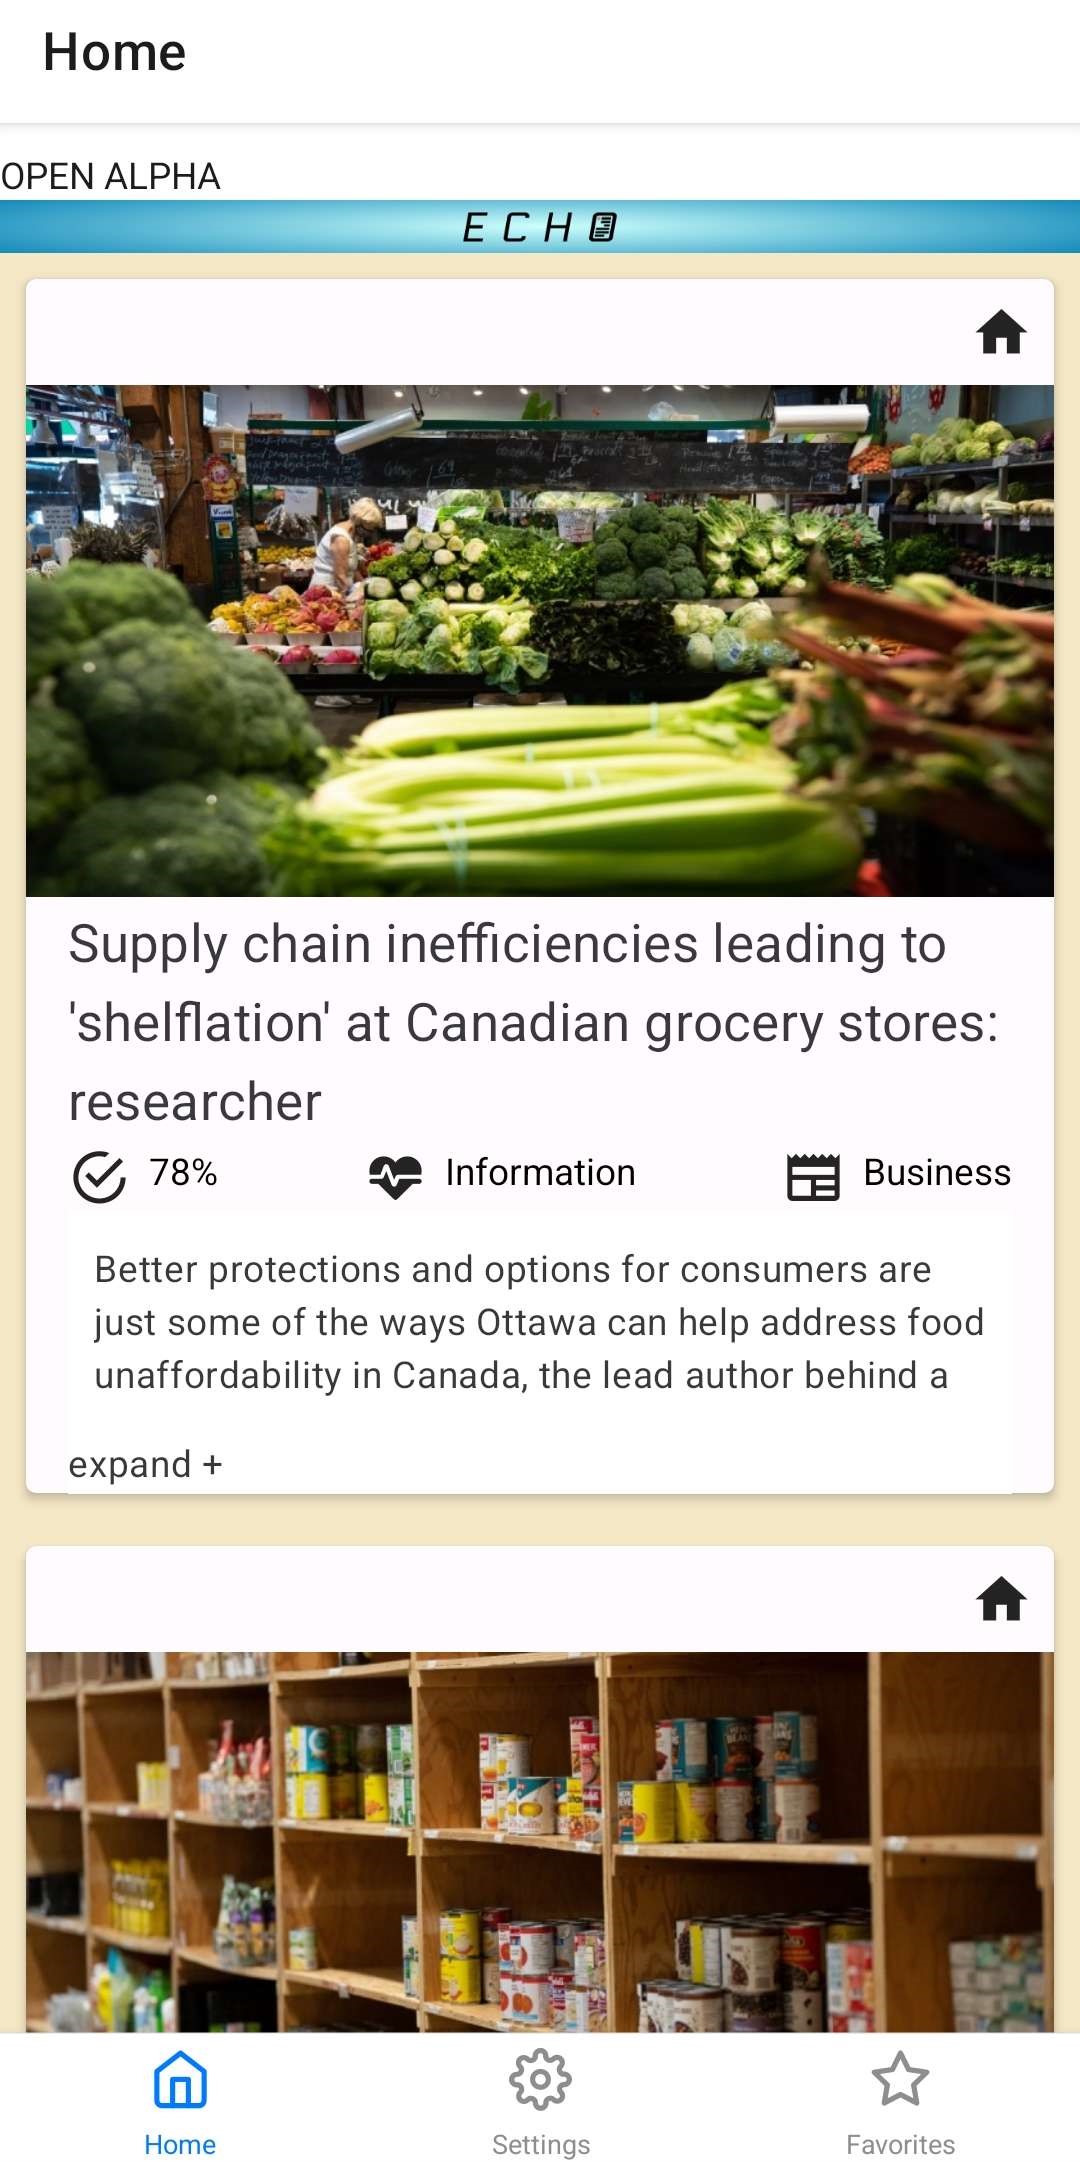 Home
OPEN ALPHA
ECHO
Supply chain inefficiencies leading to
'shelflation' at Canadian grocery stores:
researcher
78%
Information
Business
Better protections and options for consumers are
just some of the ways Ottawa can help address food
unaffordability in Canada, the lead author behind a
expand +
Home
Settings
Favorites